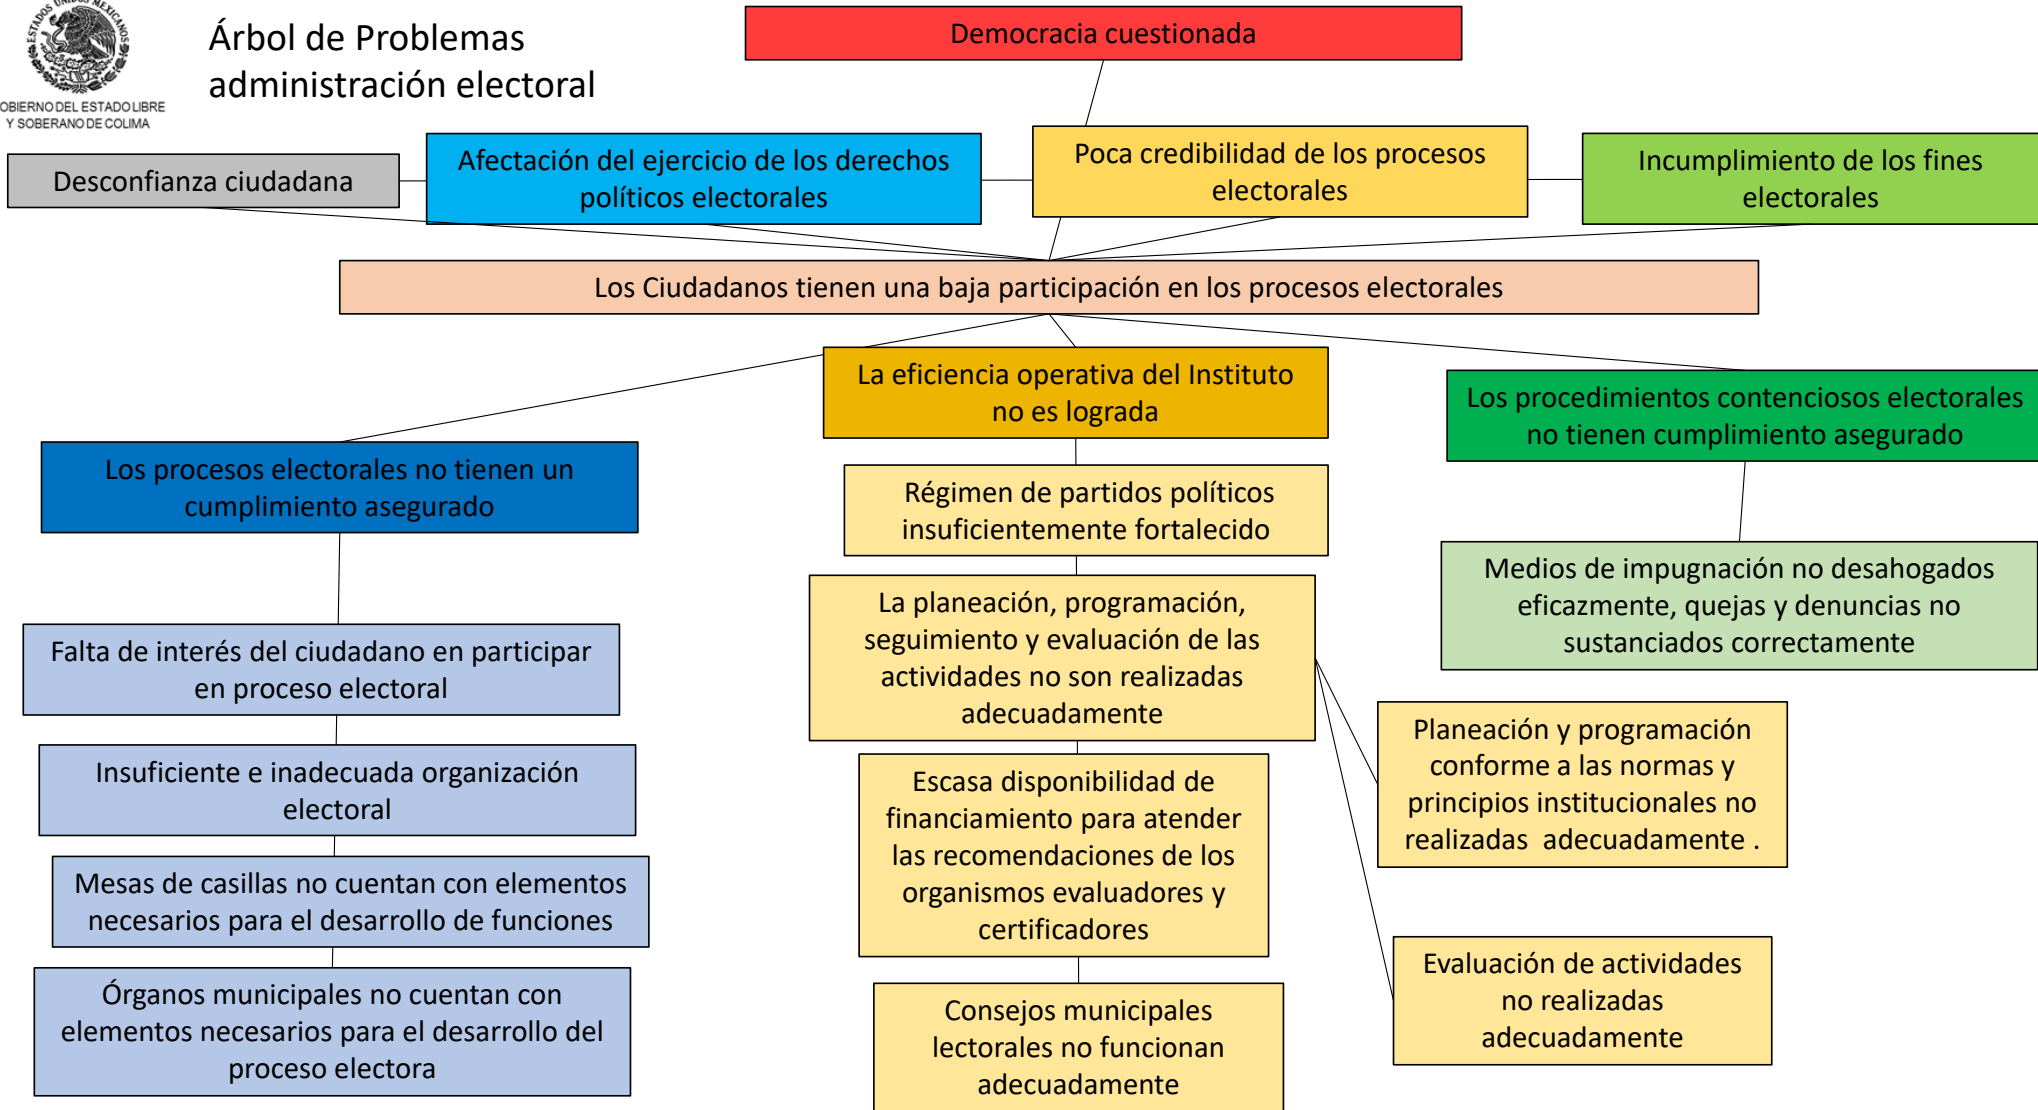 ESTADOS UNIDOS MEXICANOS
OBIERNO DEL ESTADO LIBRE
Y SOBERANO DE COLIMA
Árbol de Problemas
administración electoral
Democracia cuestionada
Desconfianza ciudadana
Afectación del ejercicio de los derechos
políticos electorales
Poca credibilidad de los procesos
electorales
Incumplimiento de los fines
electorales
Los Ciudadanos tienen una baja participación en los procesos electorales
Los procesos electorales no tienen un
cumplimiento asegurado
Falta de interés del ciudadano en participar
en proceso electoral
Insuficiente e inadecuada organización
electoral
Mesas de casillas no cuentan con elementos
necesarios para el desarrollo de funciones
Órganos municipales no cuentan con
elementos necesarios para el desarrollo del
proceso electora
La eficiencia operativa del Instituto
no es lograda
Régimen de partidos políticos
insuficientemente fortalecido
La planeación, programación,
seguimiento y evaluación de las
actividades no son realizadas
adecuadamente
Escasa disponibilidad de
financiamiento para atender
las recomendaciones de los
organismos evaluadores y
certificadores
Consejos municipales
lectorales no funcionan
adecuadamente
Planeación y programación
conforme a las normas y
principios institucionales no
realizadas  adecuadamente .
Evaluación de actividades
no realizadas
adecuadamente
Los procedimientos contenciosos electorales
no tienen cumplimiento asegurado
Medios de impugnación no desahogados
eficazmente, quejas y denuncias no
sustanciados correctamente